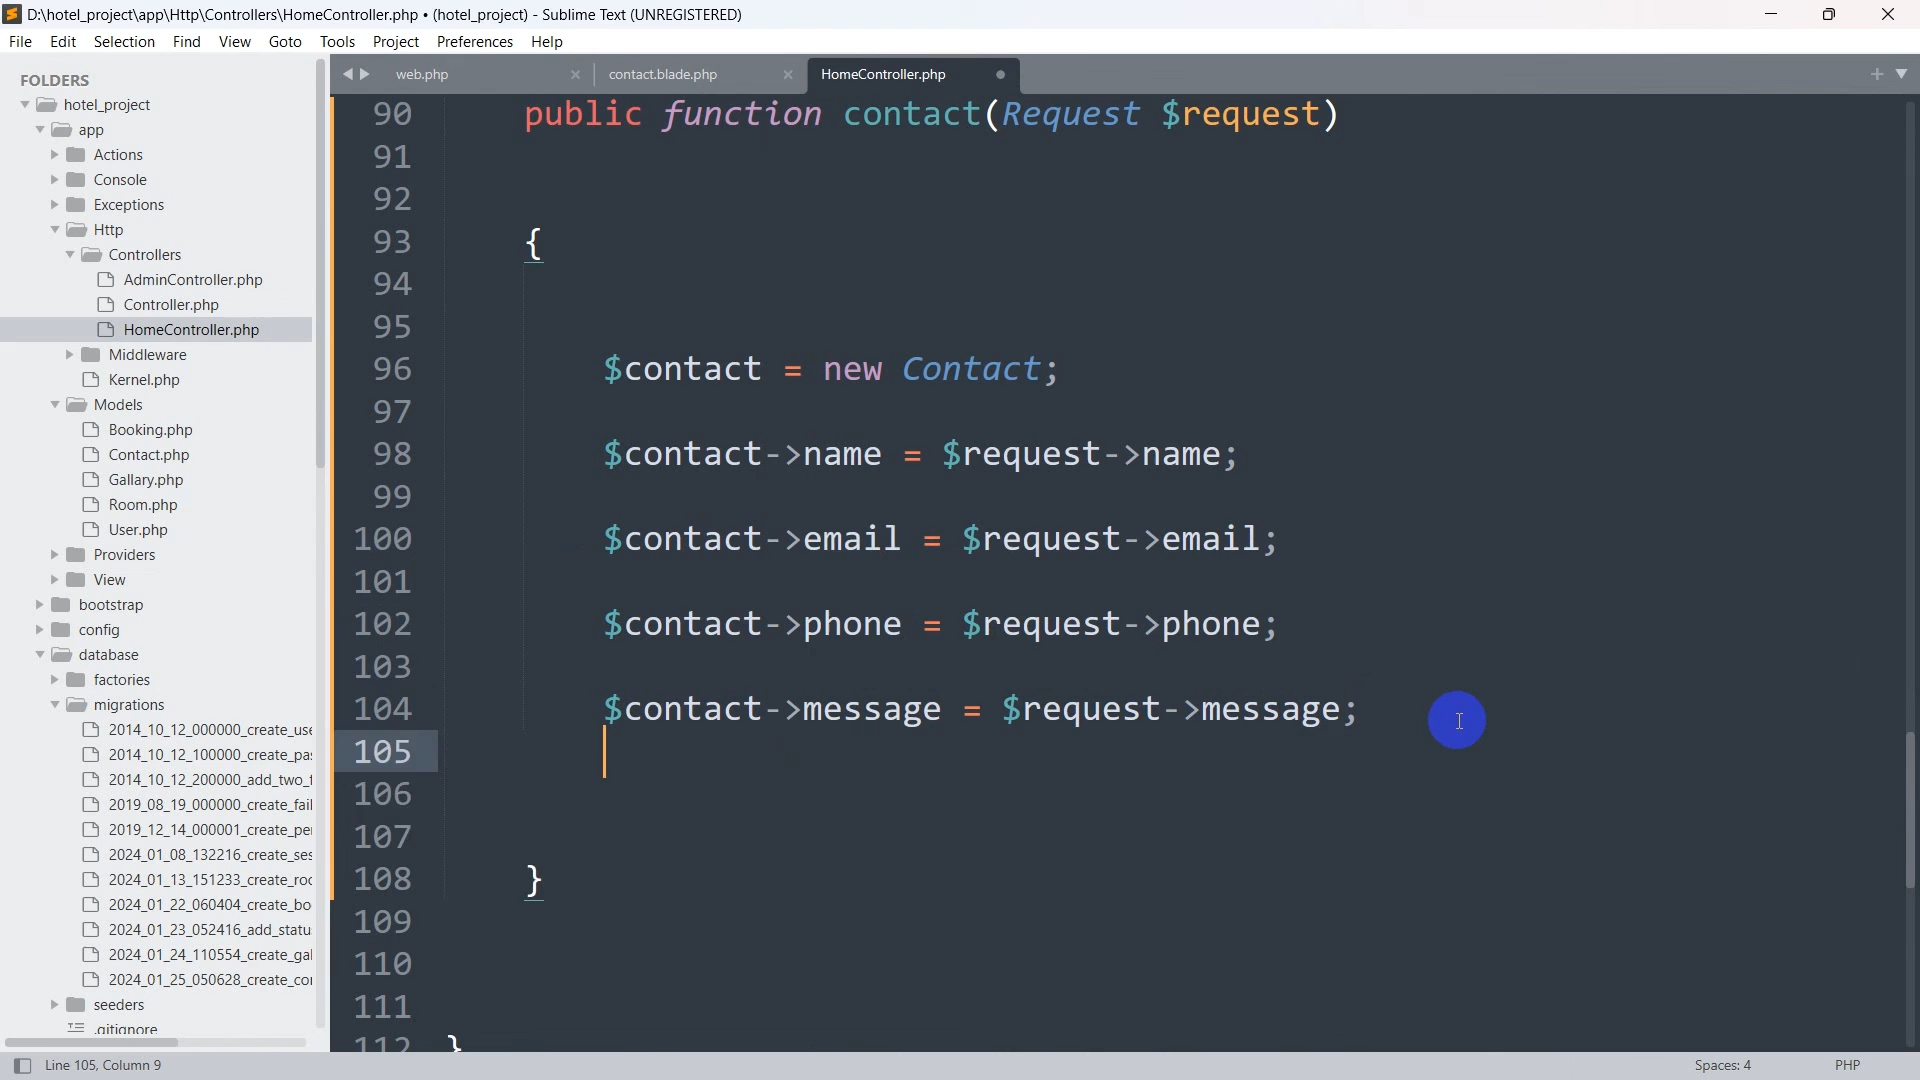 D:\hotel_project\app\Http\Controllers\HomeController.php • (hotel_project) - Sublime Text (UNREGISTERED)
File Edit Selection Find View Goto Tools Project Preferences Help
FOLDERS
hotel_project
app
Actions
Console
Exceptions
Http
Controllers
AdminController.php
Controller.php
HomeController.php
Middleware
Kernel.php
Models
Booking.php
Contact.php
Gallary.php
Room.php
User.php
Providers
View
bootstrap
config
database
factories
migrations
2014_10_12_000000_create_use
2014_10_12_100000_create_pa
2014_10_12_200000_add_two_f
2019_08_19_000000_create_fail
2019_12_14_000001_create_per
2024_01_08_132216_create_ses
2024_01_13_151233_create_roo
2024_01_22_060404_create_bo
2024_01_23_052416_add_statu
2024_01_24_110554_create_gal
2024_01_25_050628_create_con
seeders
.gitignore
web.php contact.blade.php HomeController.php
90 public function contact(Request $request)
91
92
93 {
94
95
96 $contact = new Contact;
97
98 $contact->name = $request->name;
99
100 $contact->email = $request->email;
101
102 $contact->phone = $request->phone;
103
104 $contact->message = $request->message;
105
106
107
108 }
109
110
111
112 }
Line 105, Column 9 Spaces: 4 PHP